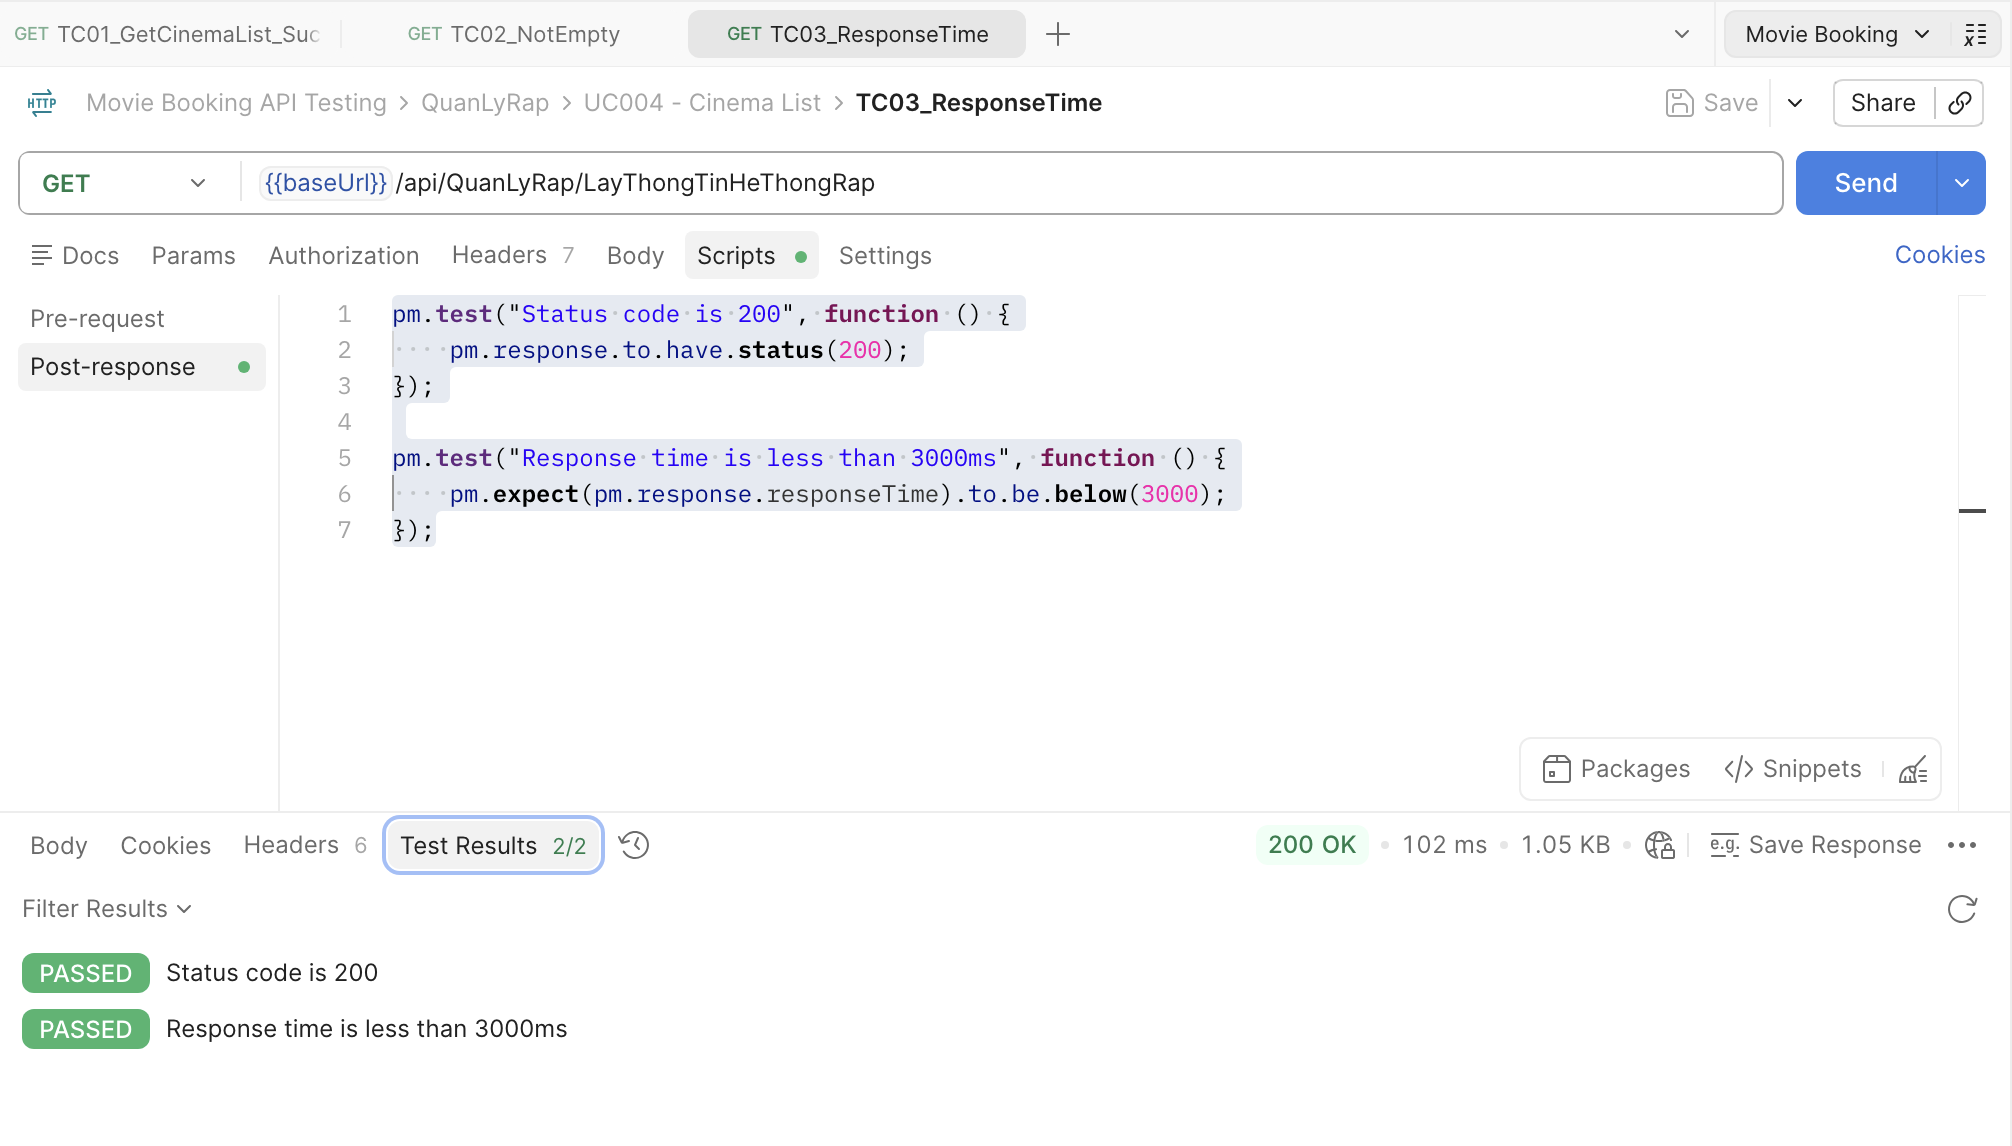 GET TC01_GetCinemaList_Suc
GET TC02_NotEmpty
GET TC03_ResponseTime
Movie Booking
HTTP Movie Booking API Testing > QuanLyRap > UC004 - Cinema List > TC03_ResponseTime
Save
Share
GET {{baseUrl}}/api/QuanLyRap/LayThongTinHeThongRap
Send
Docs Params Authorization Headers 7 Body Scripts Settings
Cookies
Pre-request
Post-response
1 pm.test("Status code is 200", function () {
2     pm.response.to.have.status(200);
3 });
4
5 pm.test("Response time is less than 3000ms", function () {
6     pm.expect(pm.response.responseTime).to.be.below(3000);
7 });
Packages </> Snippets
Body Cookies Headers 6 Test Results 2/2
200 OK • 102 ms • 1.05 KB • e.g. Save Response
Filter Results
PASSED Status code is 200
PASSED Response time is less than 3000ms